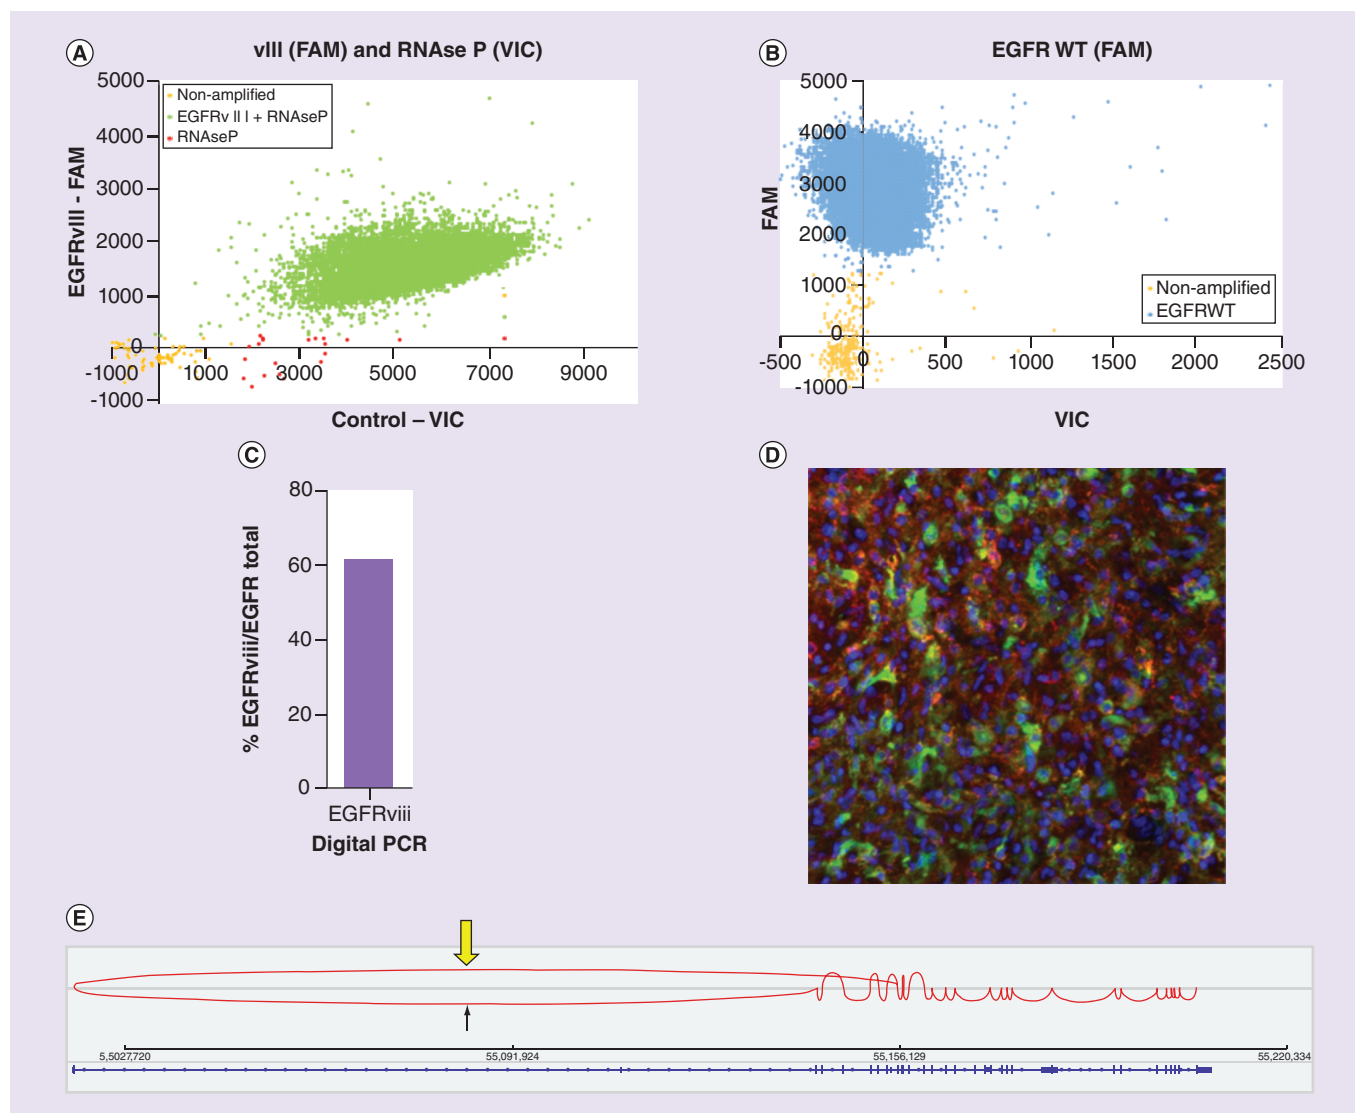 A
vIII (FAM) and RNAse P (VIC)
5000
4000
3000
2000
1000
0
-1000
EGFRvIII - FAM
Non-amplified
EGFRv II I + RNAseP
RNAseP
-1000
1000
3000
5000
7000
9000
Control – VIC
B
EGFR WT (FAM)
5000
4000
3000
2000
1000
0
-1000
FAM
Non-amplified
EGFRWT
-500
0
500
1000
1500
2000
2500
VIC
C
80
60
40
20
0
% EGFRviii/EGFR total
EGFRviii
Digital PCR
D
E
5,5027,720
55,091,924
55,156,129
55,220,334